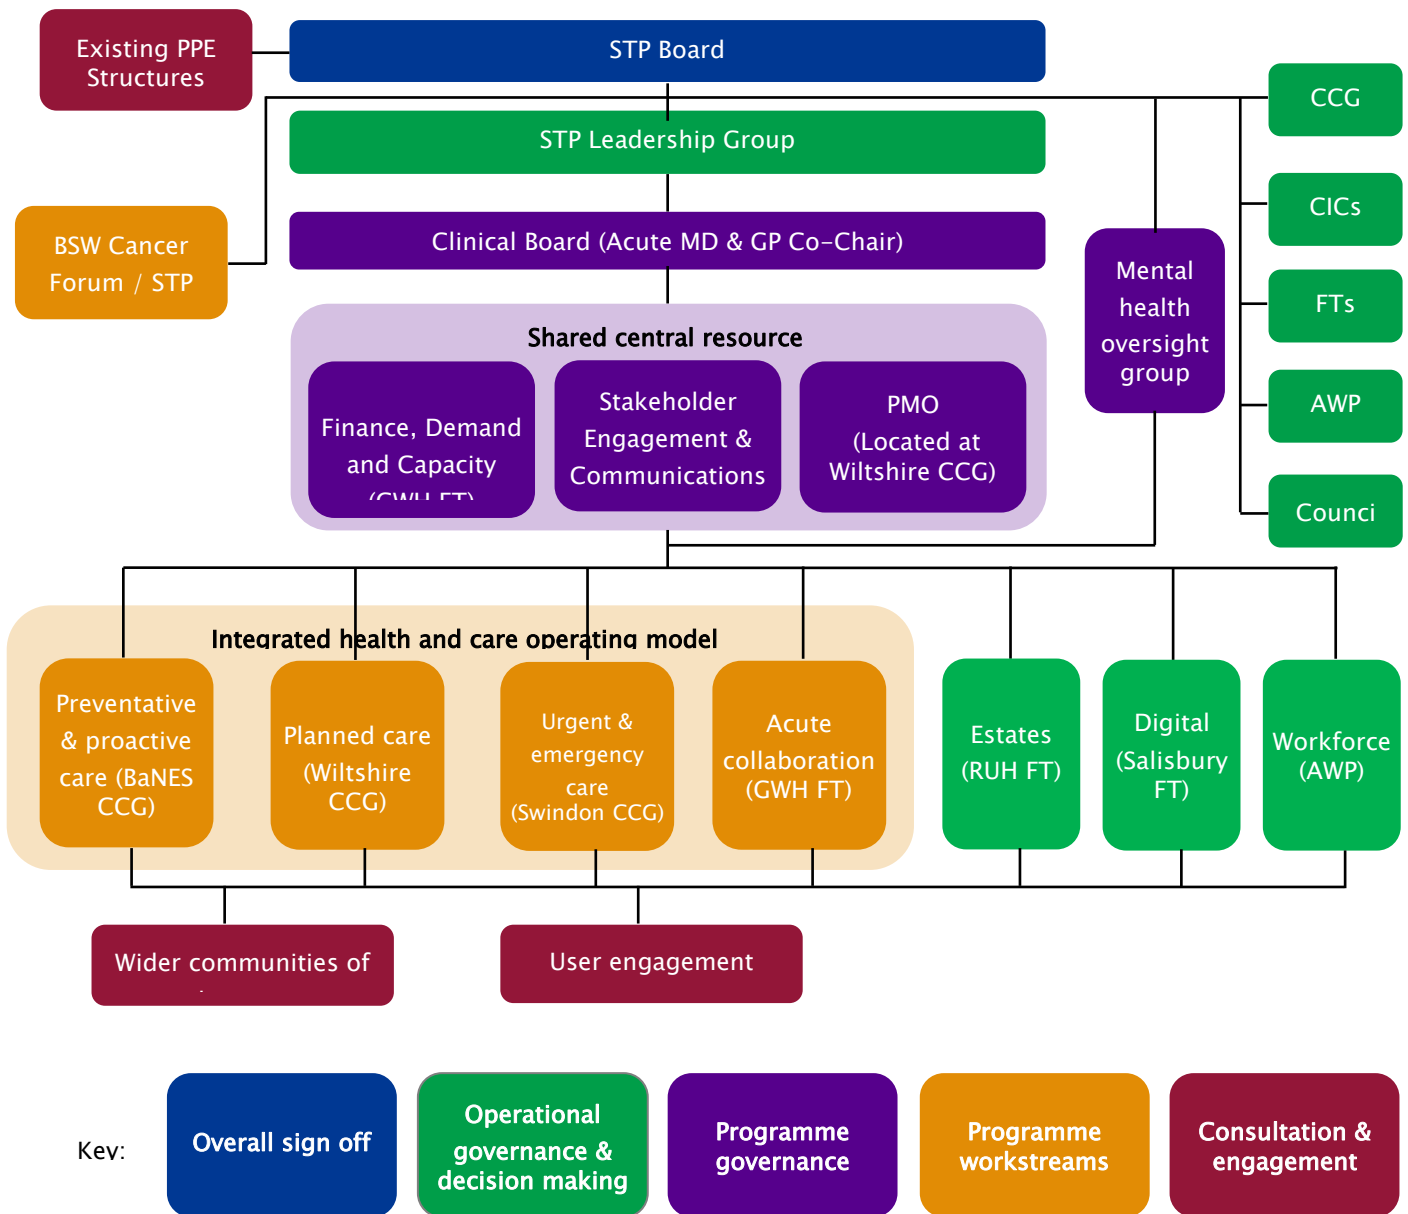 Existing PPE
Structures
STP Board
CCG
STP Leadership Group
CICs
BSW Cancer
Forum / STP
Clinical Board (Acute MD & GP Co-Chair)
Mental
health
oversight
group
FTs
AWP
Counci
Shared central resource
Finance, Demand
and Capacity
(GWH FT)
Stakeholder
Engagement &
Communications
PMO
(Located at
Wiltshire CCG)
Integrated health and care operating model
Preventative
& proactive
care (BaNES
CCG)
Planned care
(Wiltshire
CCG)
Urgent &
emergency
care
(Swindon CCG)
Acute
collaboration
(GWH FT)
Estates
(RUH FT)
Digital
(Salisbury
FT)
Workforce
(AWP)
Wider communities of
User engagement
Key:
Overall sign off
Operational
governance &
decision making
Programme
governance
Programme
workstreams
Consultation &
engagement